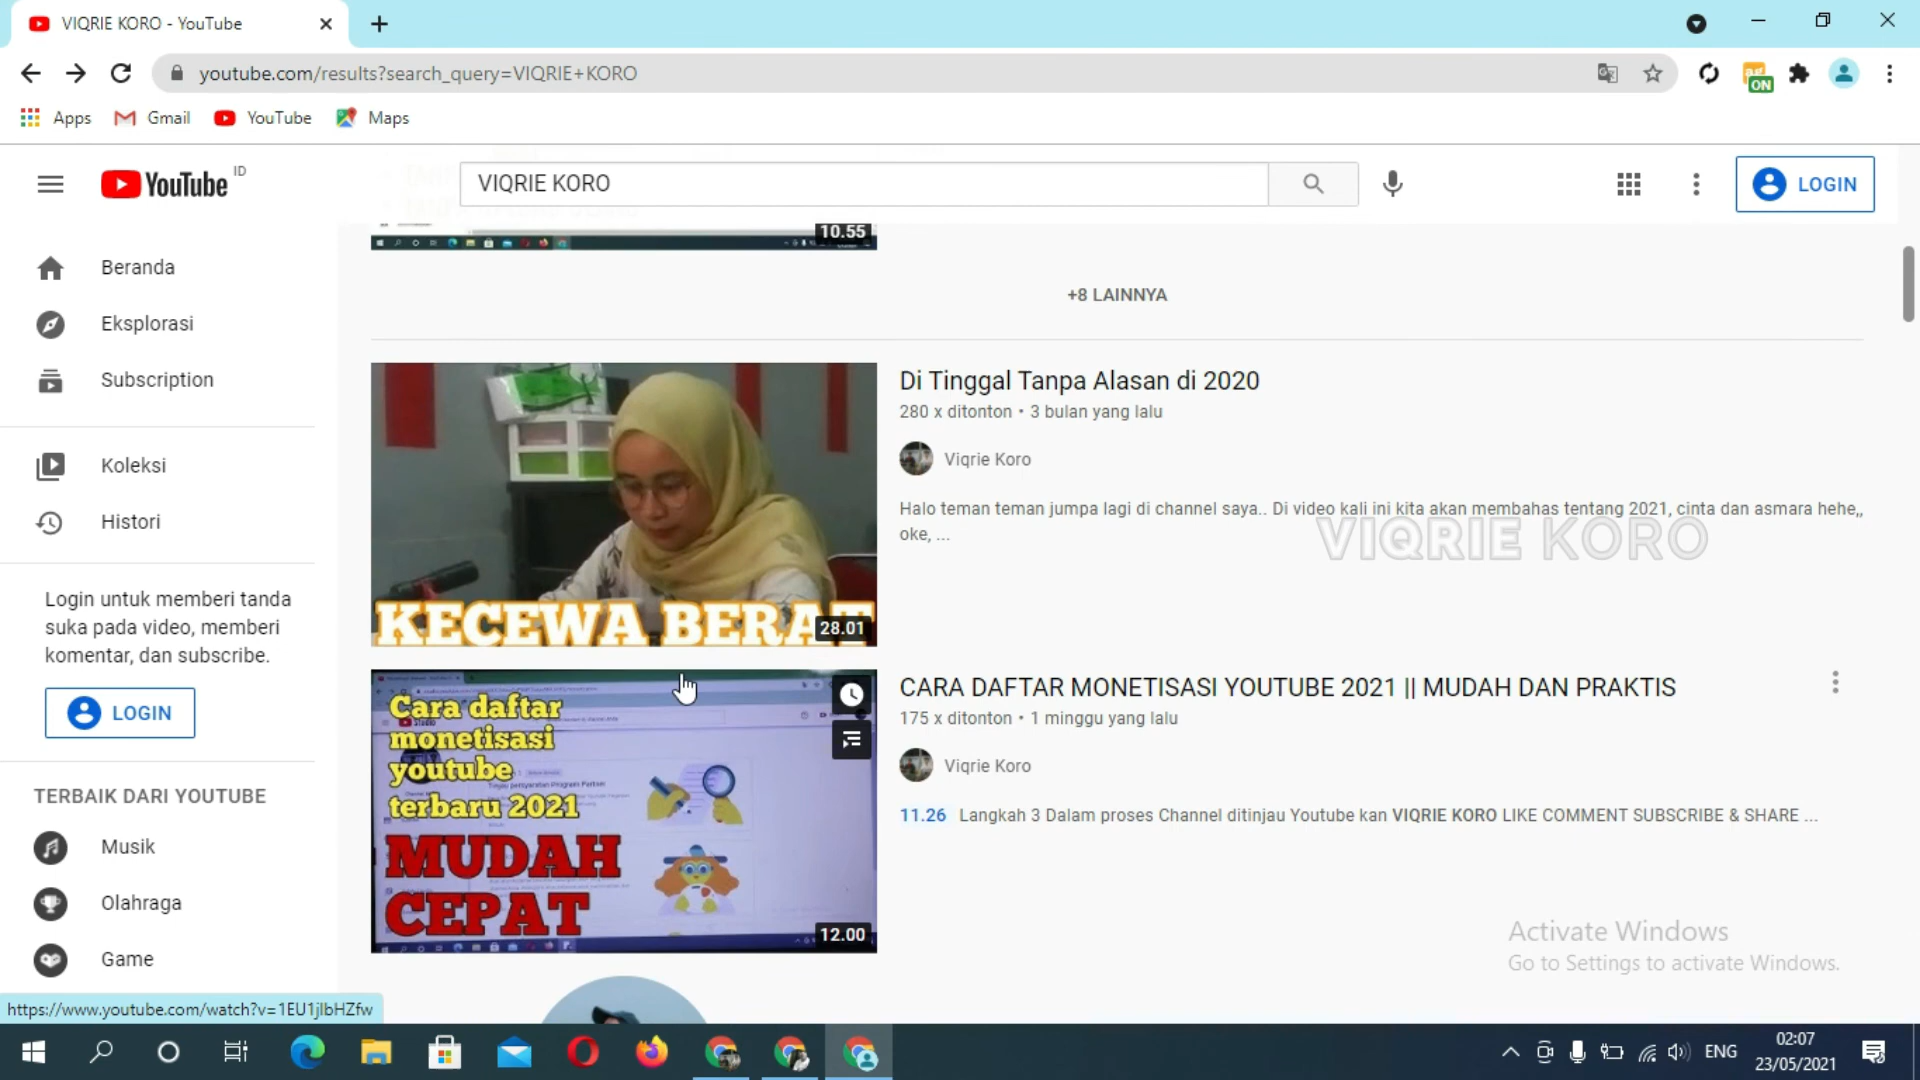 VIQRIE KORO - YouTube
youtube.com/results?search_query=VIQRIE+KORO
ON
Apps
Gmail
YouTube
Maps
YouTube ID
VIQRIE KORO
LOGIN
Beranda
Eksplorasi
Subscription
Koleksi
Histori
Login untuk memberi tanda
suka pada video, memberi
komentar, dan subscribe.
LOGIN
TERBAIK DARI YOUTUBE
Musik
Olahraga
Game
10.55
+8 LAINNYA
KECEWA BERAT
28.01
Di Tinggal Tanpa Alasan di 2020
280 x ditonton • 3 bulan yang lalu
Viqrie Koro
Halo teman teman jumpa lagi di channel saya.. Di video kali ini kita akan membahas tentang 2021, cinta dan asmara hehe,,
oke, ...
VIQRIE KORO
Cara daftar
monetisasi
youtube
terbaru 2021
MUDAH
CEPAT
12.00
CARA DAFTAR MONETISASI YOUTUBE 2021 || MUDAH DAN PRAKTIS
175 x ditonton • 1 minggu yang lalu
Viqrie Koro
11.26 Langkah 3 Dalam proses Channel ditinjau Youtube kan VIQRIE KORO LIKE COMMENT SUBSCRIBE & SHARE ...
Activate Windows
Go to Settings to activate Windows.
https://www.youtube.com/watch?v=1EU1jlbHZfw
ENG
02:07
23/05/2021